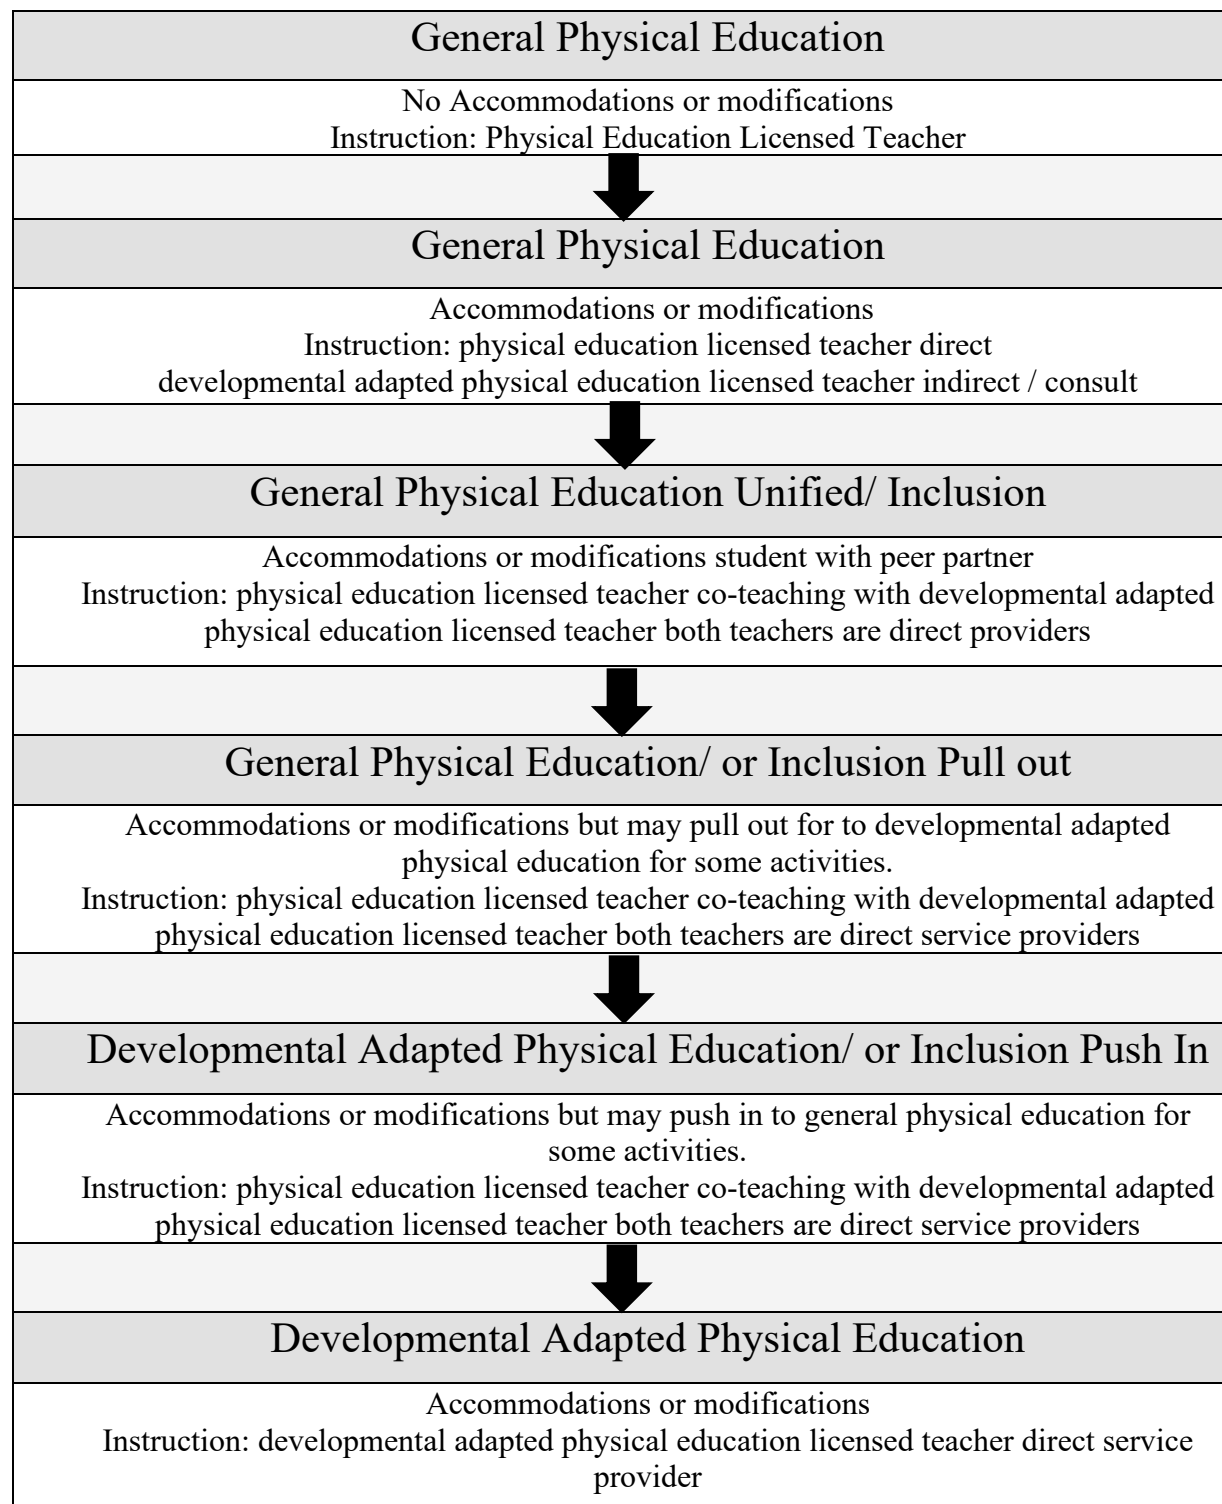 General Physical Education
No Accommodations or modifications
Instruction: Physical Education Licensed Teacher
General Physical Education
Accommodations or modifications
Instruction: physical education licensed teacher direct
developmental adapted physical education licensed teacher indirect / consult
General Physical Education Unified/ Inclusion
Accommodations or modifications student with peer partner
Instruction: physical education licensed teacher co-teaching with developmental adapted
physical education licensed teacher both teachers are direct providers
General Physical Education/ or Inclusion Pull out
Accommodations or modifications but may pull out for to developmental adapted
physical education for some activities.
Instruction: physical education licensed teacher co-teaching with developmental adapted
physical education licensed teacher both teachers are direct service providers
Developmental Adapted Physical Education/ or Inclusion Push In
Accommodations or modifications but may push in to general physical education for
some activities.
Instruction: physical education licensed teacher co-teaching with developmental adapted
physical education licensed teacher both teachers are direct service providers
Developmental Adapted Physical Education
Accommodations or modifications
Instruction: developmental adapted physical education licensed teacher direct service
provider